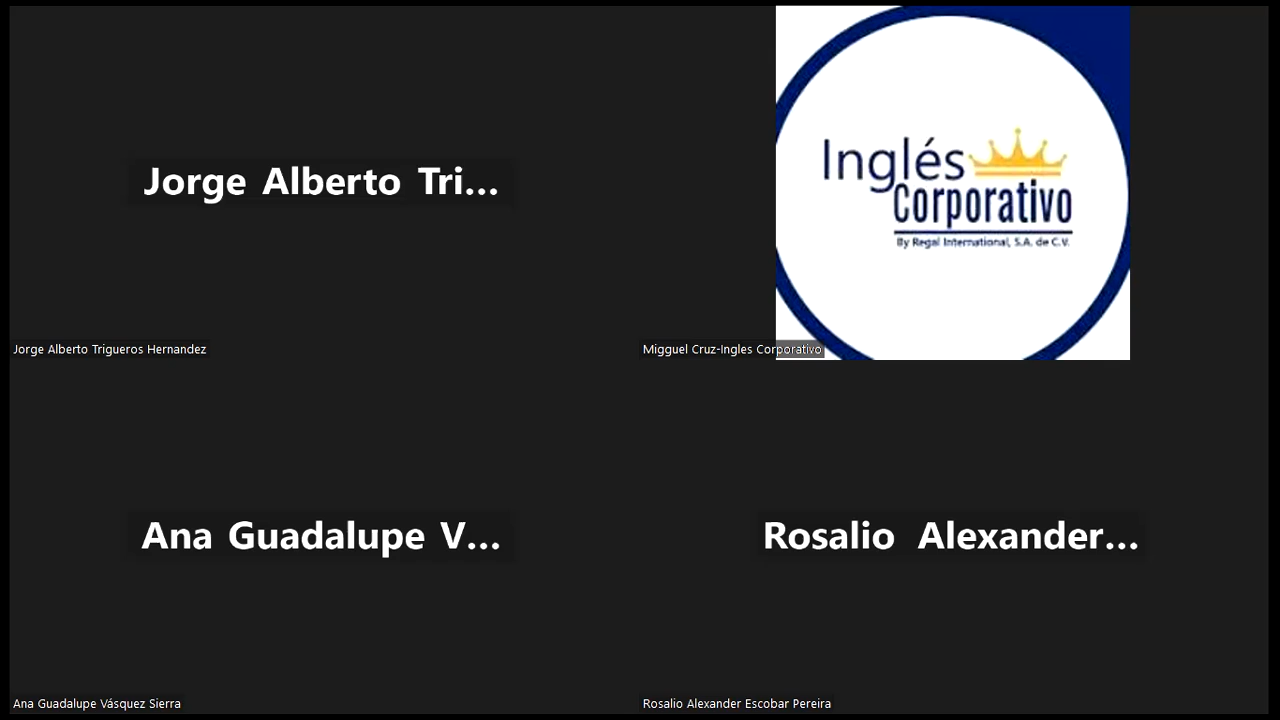 Jorge Alberto Tri...
Jorge Alberto Trigueros Hernandez
Inglés
Corporativo
By Regal International, S.A. de C.V.
Migguel Cruz-Ingles Corporativo
Ana Guadalupe V...
Ana Guadalupe Vásquez Sierra
Rosalio Alexander...
Rosalio Alexander Escobar Pereira